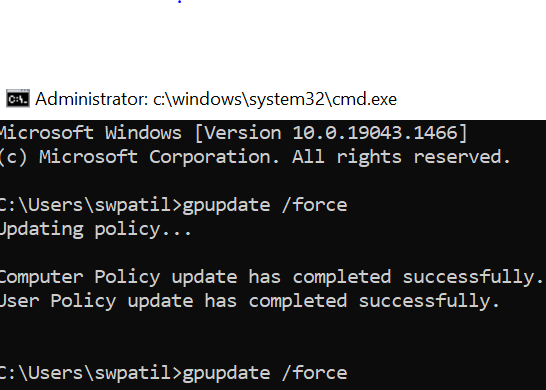 Administrator: c:\windows\system32\cmd.exe
Microsoft Windows [Version 10.0.19043.1466]
(c) Microsoft Corporation. All rights reserved.
C:\Users\swpatil>gpupdate /force
Updating policy...
Computer Policy update has completed successfully.
User Policy update has completed successfully.
C:\Users\swpatil>gpupdate /force